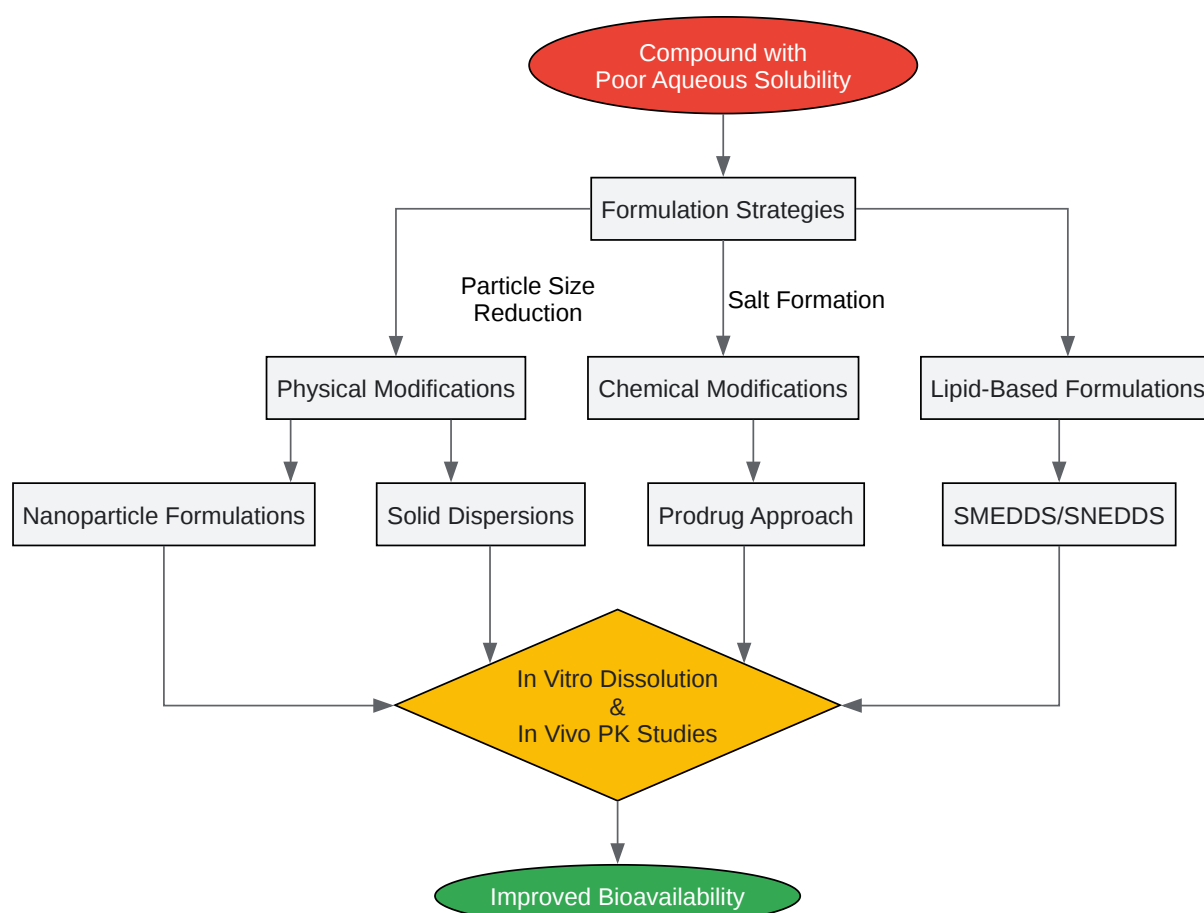 Compound with
Poor Aqueous Solubility
Formulation Strategies
Particle Size
Reduction
Salt Formation
Physical Modifications
Chemical Modifications
Lipid-Based Formulations
Nanoparticle Formulations
Solid Dispersions
Prodrug Approach
SMEDDS/SNEDDS
In Vitro Dissolution
&
In Vivo PK Studies
Improved Bioavailability